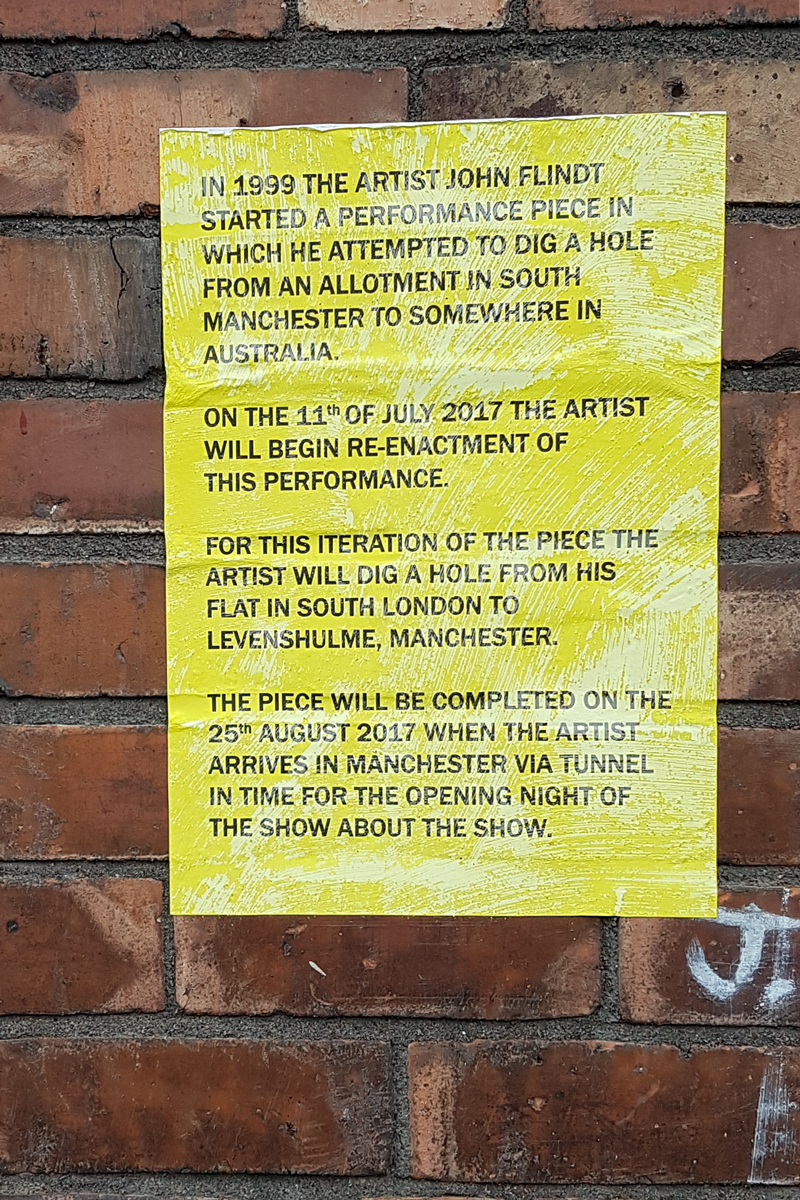 IN 1999 THE ARTIST JOHN FLINDT
STARTED A PERFORMANCE PIECE IN
WHICH HE ATTEMPTED TO DIG A HOLE
FROM AN ALLOTMENT IN SOUTH
MANCHESTER TO SOMEWHERE IN
AUSTRALIA.
ON THE 11th OF JULY 2017 THE ARTIST
WILL BEGIN RE-ENACTMENT OF
THIS PERFORMANCE.
FOR THIS ITERATION OF THE PIECE THE
ARTIST WILL DIG A HOLE FROM HIS
FLAT IN SOUTH LONDON TO
LEVENSHULME, MANCHESTER.
THE PIECE WILL BE COMPLETED ON THE
25th AUGUST 2017 WHEN THE ARTIST
ARRIVES IN MANCHESTER VIA TUNNEL
IN TIME FOR THE OPENING NIGHT OF
THE SHOW ABOUT THE SHOW.